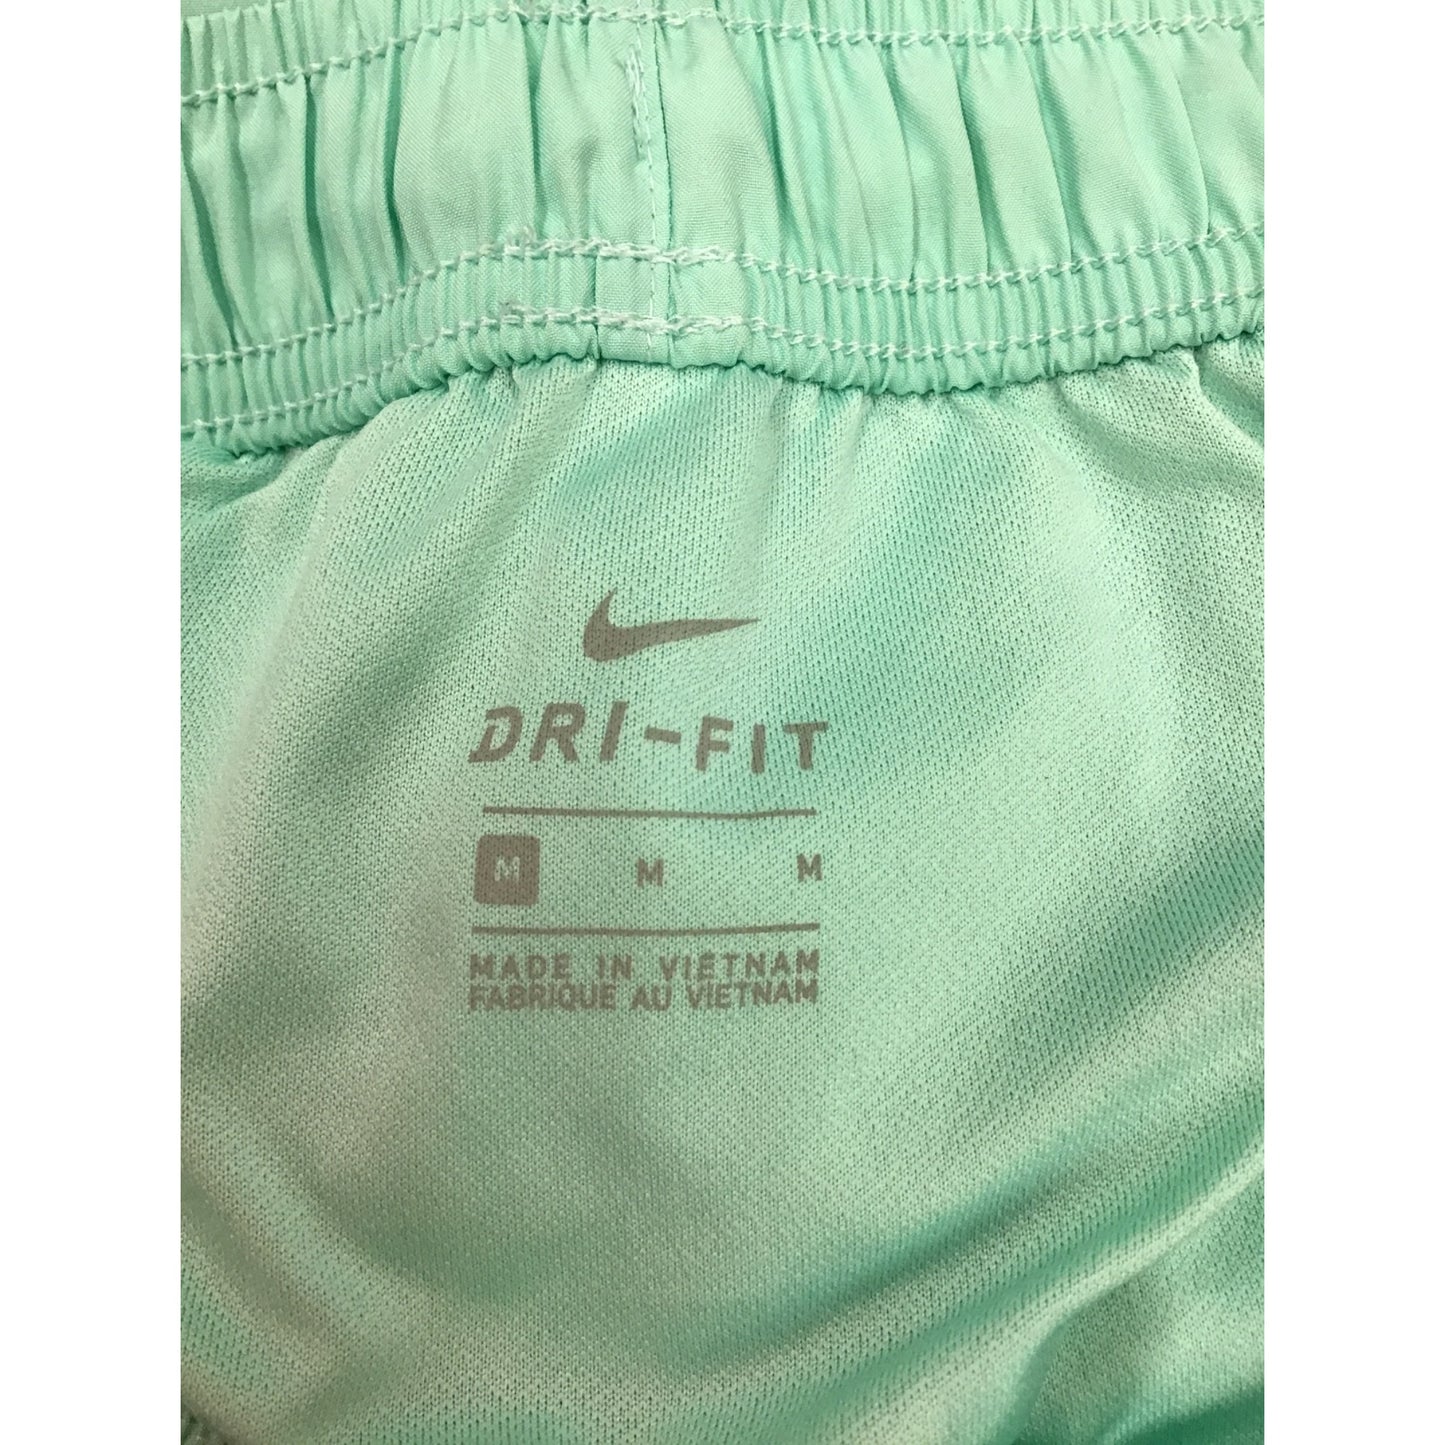 DRI-FIT
M M M
MADE IN VIETNAM
FABRIQUE AU VIETNAM